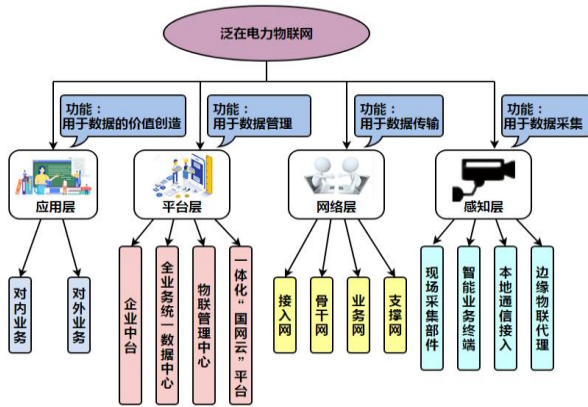 泛在电力物联网
功能：
用于数据的价值创造
功能：
用于数据管理
功能：
用于数据传输
功能：
用于数据采集
应用层
平台层
网络层
感知层
对内业务
对外业务
企业中台
全业务统一数据中心
物联管理中心
一体化“国网云”平台
接入网
骨干网
业务网
支撑网
现场采集部件
智能业务终端
本地通信接入
边缘物联代理